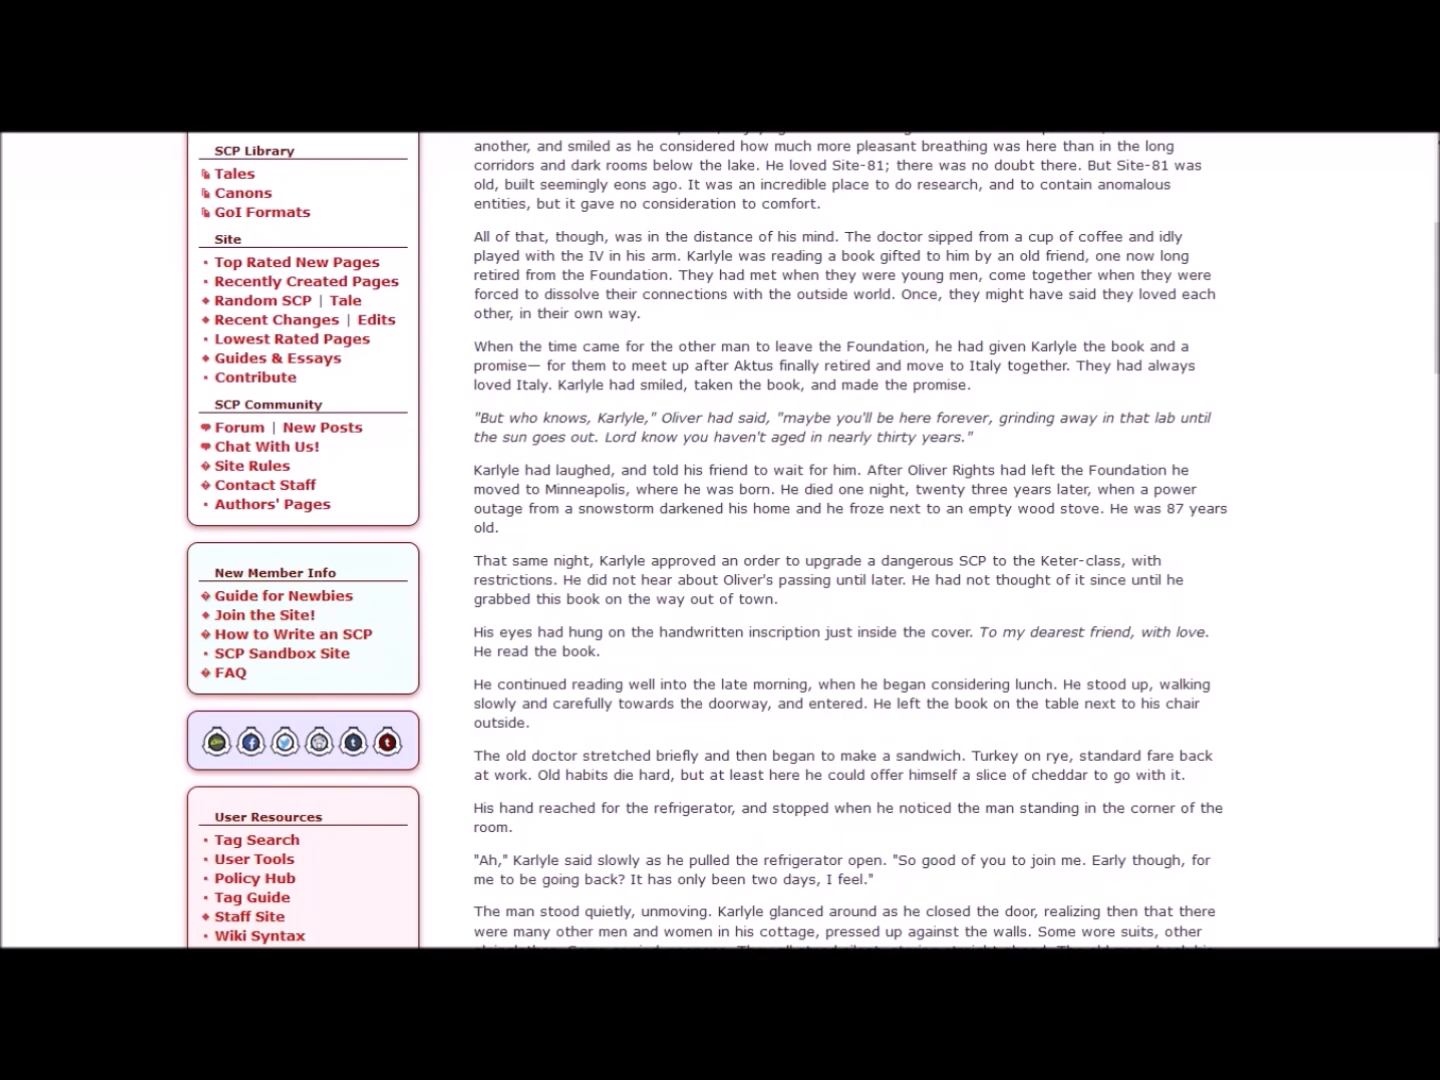 SCP Library
Tales
Canons
GoI Formats
Site
Top Rated New Pages
Recently Created Pages
Random SCP | Tale
Recent Changes | Edits
Lowest Rated Pages
Guides & Essays
Contribute
SCP Community
Forum | New Posts
Chat With Us!
Site Rules
Contact Staff
Authors' Pages
New Member Info
Guide for Newbies
Join the Site!
How to Write an SCP
SCP Sandbox Site
FAQ
User Resources
Tag Search
User Tools
Policy Hub
Tag Guide
Staff Site
Wiki Syntax
another, and smiled as he considered how much more pleasant breathing was here than in the long
corridors and dark rooms below the lake. He loved Site-81; there was no doubt there. But Site-81 was
old, built seemingly eons ago. It was an incredible place to do research, and to contain anomalous
entities, but it gave no consideration to comfort.
All of that, though, was in the distance of his mind. The doctor sipped from a cup of coffee and idly
played with the IV in his arm. Karlyle was reading a book gifted to him by an old friend, one now long
retired from the Foundation. They had met when they were young men, come together when they were
forced to dissolve their connections with the outside world. Once, they might have said they loved each
other, in their own way.
When the time came for the other man to leave the Foundation, he had given Karlyle the book and a
promise— for them to meet up after Aktus finally retired and move to Italy together. They had always
loved Italy. Karlyle had smiled, taken the book, and made the promise.
"But who knows, Karlyle," Oliver had said, "maybe you'll be here forever, grinding away in that lab until
the sun goes out. Lord know you haven't aged in nearly thirty years."
Karlyle had laughed, and told his friend to wait for him. After Oliver Rights had left the Foundation he
moved to Minneapolis, where he was born. He died one night, twenty three years later, when a power
outage from a snowstorm darkened his home and he froze next to an empty wood stove. He was 87 years
old.
That same night, Karlyle approved an order to upgrade a dangerous SCP to the Keter-class, with
restrictions. He did not hear about Oliver's passing until later. He had not thought of it since until he
grabbed this book on the way out of town.
His eyes had hung on the handwritten inscription just inside the cover. To my dearest friend, with love.
He read the book.
He continued reading well into the late morning, when he began considering lunch. He stood up, walking
slowly and carefully towards the doorway, and entered. He left the book on the table next to his chair
outside.
The old doctor stretched briefly and then began to make a sandwich. Turkey on rye, standard fare back
at work. Old habits die hard, but at least here he could offer himself a slice of cheddar to go with it.
His hand reached for the refrigerator, and stopped when he noticed the man standing in the corner of the
room.
"Ah," Karlyle said slowly as he pulled the refrigerator open. "So good of you to join me. Early though, for
me to be going back? It has only been two days, I feel."
The man stood quietly, unmoving. Karlyle glanced around as he closed the door, realizing then that there
were many other men and women in his cottage, pressed up against the walls. Some wore suits, other